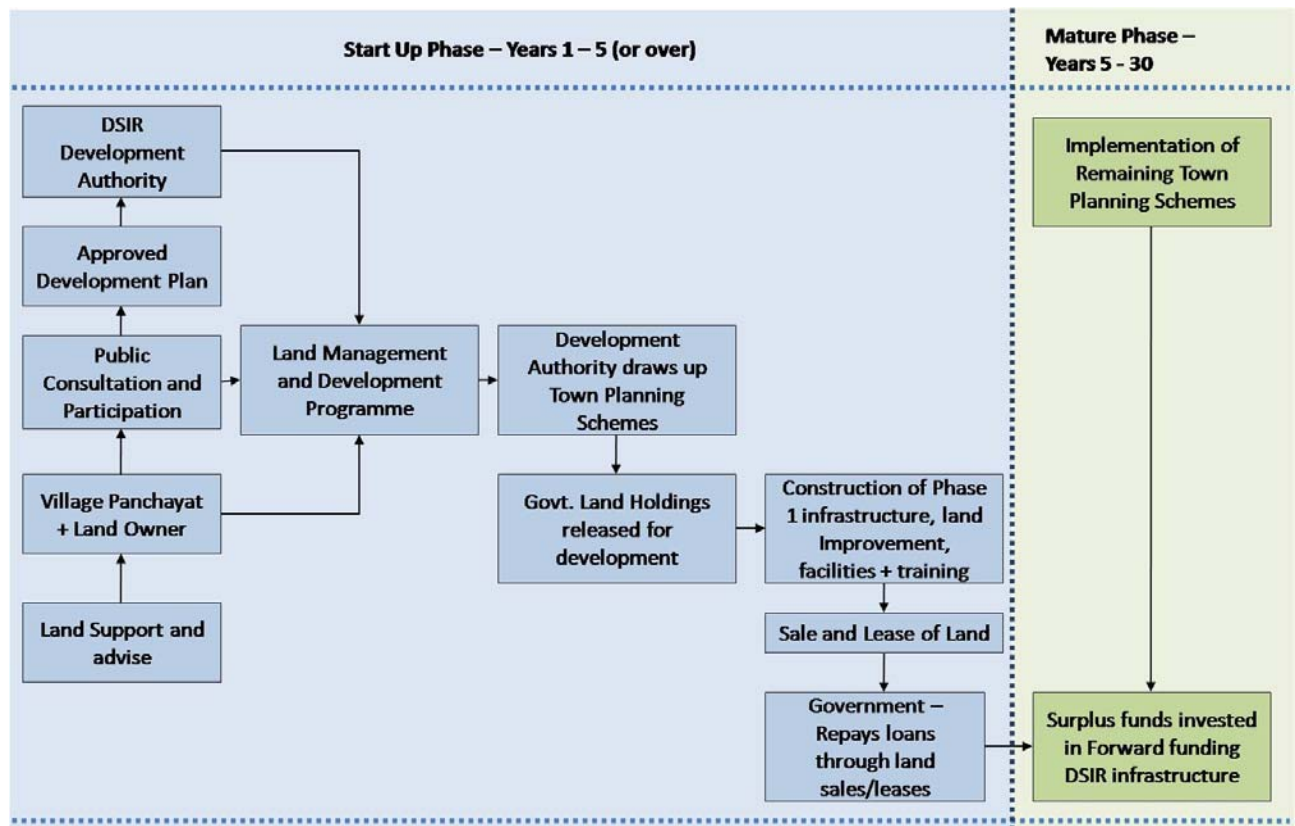 Start Up Phase – Years 1 – 5 (or over)
Mature Phase –
Years 5 - 30
DSIR
Development
Authority
Approved
Development Plan
Public
Consultation and
Participation
Village Panchayat
+ Land Owner
Land Support and
advise
Land Management
and Development
Programme
Development
Authority draws up
Town Planning
Schemes
Govt. Land Holdings
released for
development
Construction of Phase
1 infrastructure, land
Improvement,
facilities + training
Sale and Lease of Land
Government –
Repays loans
through land
sales/leases
Implementation of
Remaining Town
Planning Schemes
Surplus funds invested
in Forward funding
DSIR infrastructure